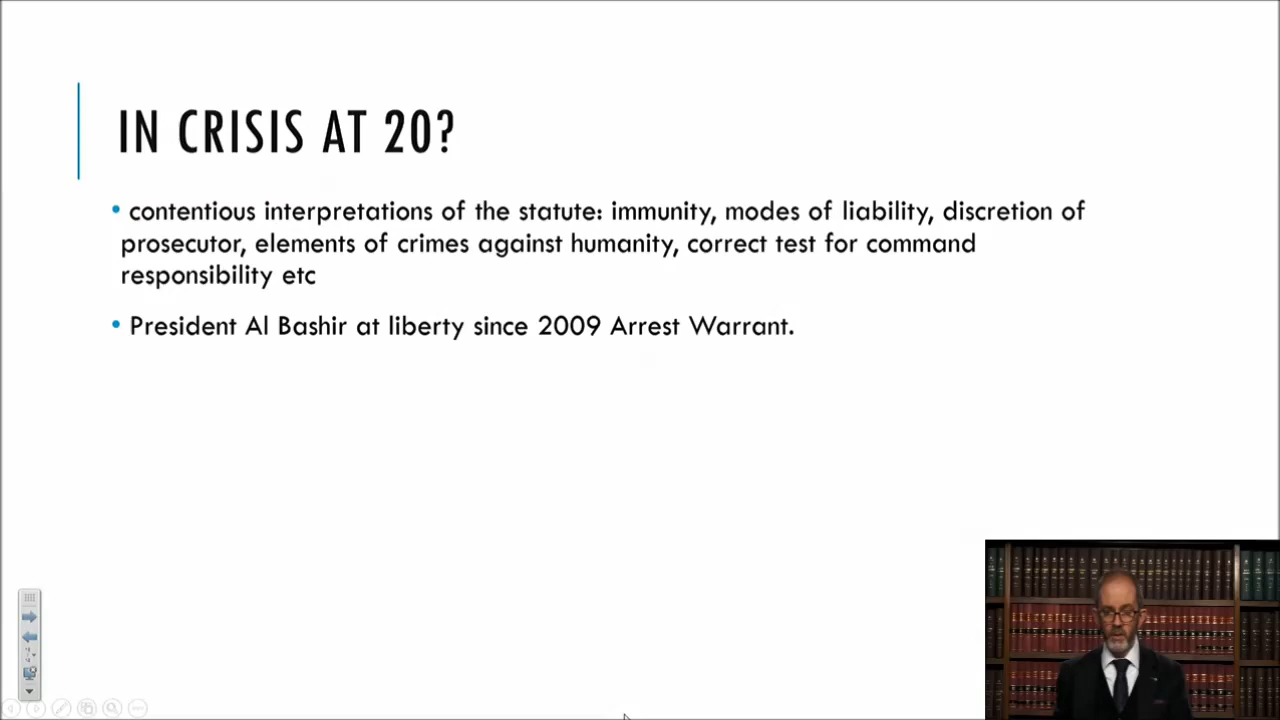 IN CRISIS AT 20?
• contentious interpretations of the statute: immunity, modes of liability, discretion of
prosecutor, elements of crimes against humanity, correct test for command
responsibility etc
• President Al Bashir at liberty since 2009 Arrest Warrant.